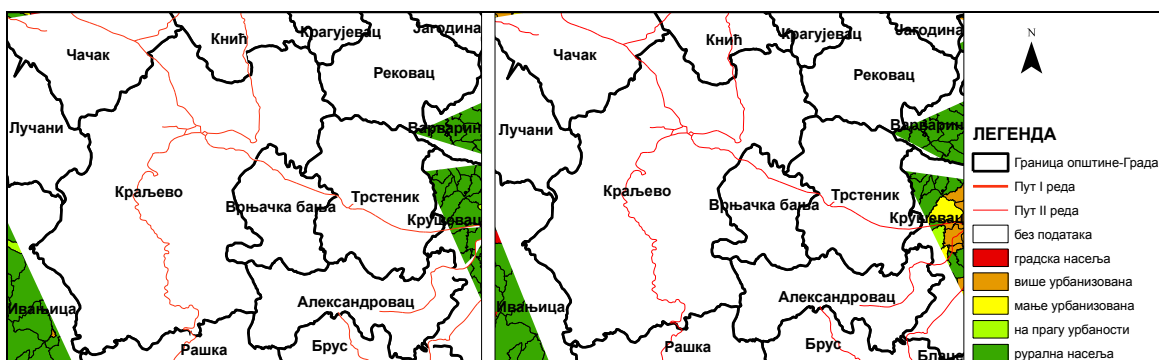 Чачак
Кнић
Крагујевац
Јагодина
Рековац
Лучани
Варварин
Краљево
Врњачка бања
Трстеник
Крушевац
Ивањица
Александровац
Рашка
Брус
Чачак
Кнић
Крагујевац
Јагодина
Рековац
Лучани
Варварин
Краљево
Врњачка бања
Трстеник
Крушевац
Ивањица
Александровац
Рашка
Брус
N
ЛЕГЕНДА
Граница општине-Града
Пут I реда
Пут II реда
без података
градска насеља
више урбанизована
мање урбанизована
на прагу урбаности
рурална насеља